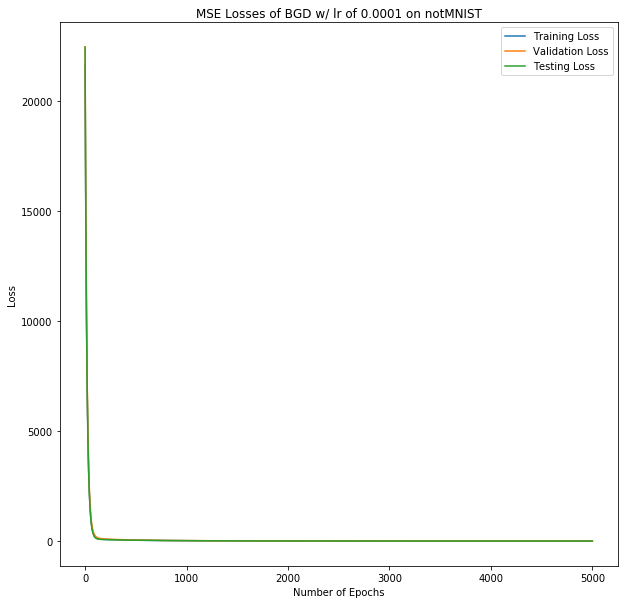 MSE Losses of BGD w/ lr of 0.0001 on notMNIST
Training Loss
Validation Loss
Testing Loss
20000
15000
10000
5000
0
Loss
0 1000 2000 3000 4000 5000
Number of Epochs